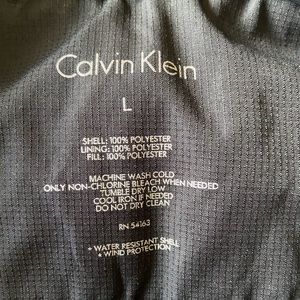 Calvin Klein
L
SHELL: 100% POLYESTER
LINING: 100% POLYESTER
FILL: 100% POLYESTER
MACHINE WASH COLD
ONLY NON-CHLORINE BLEACH WHEN NEEDED
TUMBLE DRY LOW
COOL IRON IF NEEDED
DO NOT DRY CLEAN
RN 54163
* WATER RESISTANT SHELL
* WIND PROTECTION